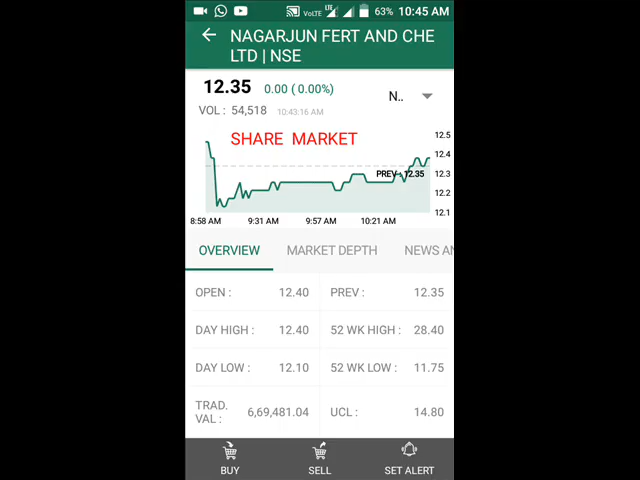 VoLTE LTE 63% 10:45 AM
NAGARJUN FERT AND CHE
LTD | NSE
12.35 0.00 ( 0.00%)
N..
VOL : 54,518 10:43:16 AM
SHARE MARKET
12.5
12.4
PREV : 12.35
12.3
12.2
12.1
8:58 AM 9:31 AM 9:57 AM 10:21 AM
OVERVIEW MARKET DEPTH NEWS AN
OPEN : 12.40 PREV : 12.35
DAY HIGH : 12.40 52 WK HIGH : 28.40
DAY LOW : 12.10 52 WK LOW : 11.75
TRAD.
VAL : 6,69,481.04 UCL : 14.80
BUY SELL SET ALERT